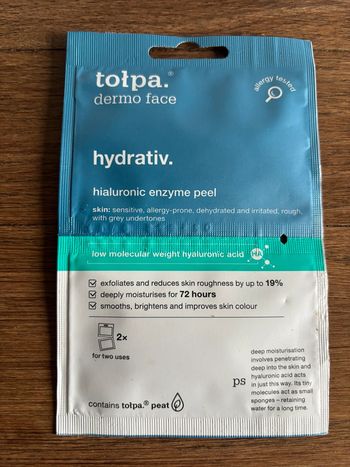 tołpa.®
dermo face
allergy tested
hydrativ.
hialuronic enzyme peel
skin: sensitive, allergy-prone, dehydrated and irritated, rough,
with grey undertones
low molecular weight hyaluronic acid HA
exfoliates and reduces skin roughness by up to 19%
deeply moisturises for 72 hours
smooths, brightens and improves skin colour
2x
for two uses
ps
deep moisturisation
involves penetrating
deep into the skin and
hyaluronic acid acts
in just this way. Its tiny
molecules act as small
sponges – retaining
water for a long time.
contains tołpa.® peat